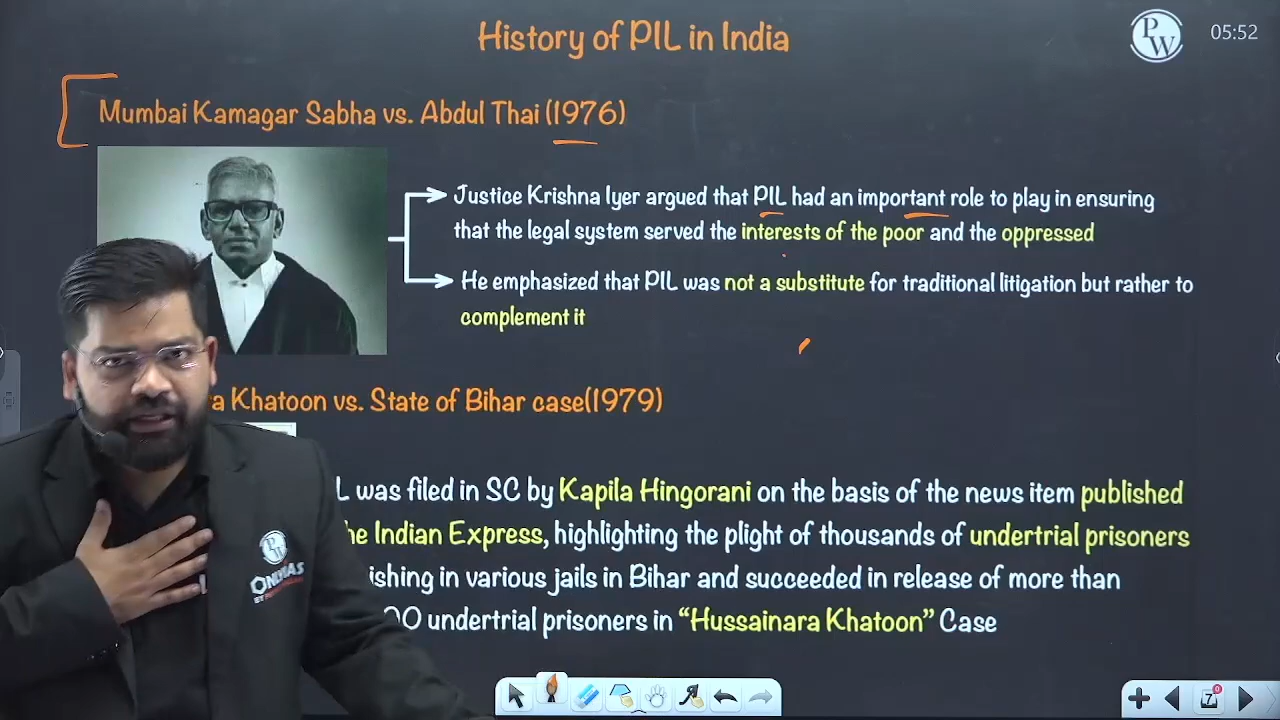 History of PIL in India
PW
05:52
Mumbai Kamagar Sabha vs. Abdul Thai (1976)
Justice Krishna Iyer argued that PIL had an important role to play in ensuring
that the legal system served the interests of the poor and the oppressed
He emphasized that PIL was not a substitute for traditional litigation but rather to
complement it
a Khatoon vs. State of Bihar case(1979)
L was filed in SC by Kapila Hingorani on the basis of the news item published
he Indian Express, highlighting the plight of thousands of undertrial prisoners
ishing in various jails in Bihar and succeeded in release of more than
00 undertrial prisoners in “Hussainara Khatoon” Case
PW
7